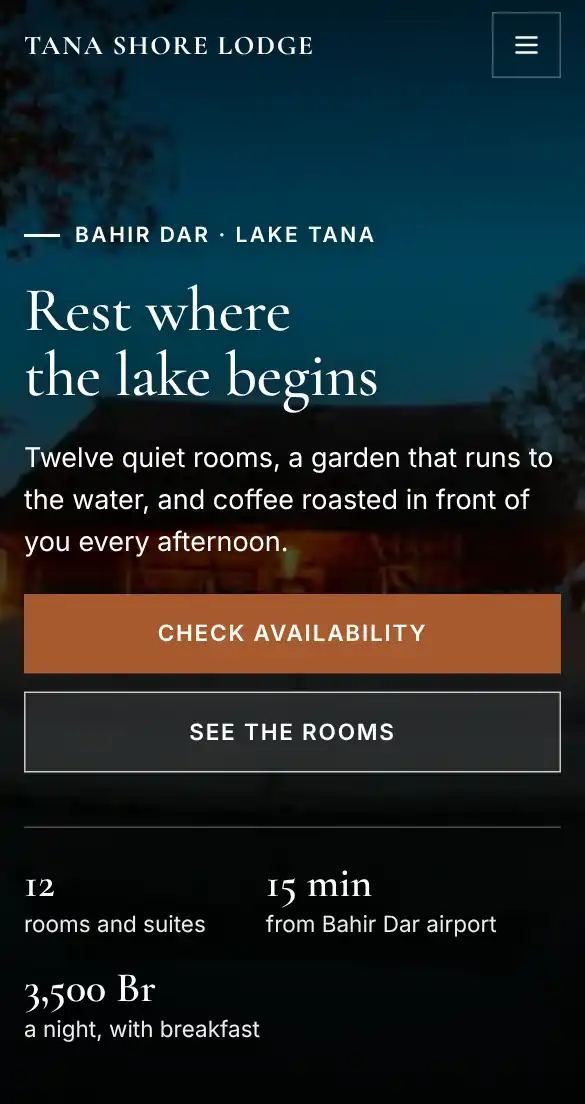 TANA SHORE LODGE
BAHIR DAR · LAKE TANA
Rest where
the lake begins
Twelve quiet rooms, a garden that runs to
the water, and coffee roasted in front of
you every afternoon.
CHECK AVAILABILITY
SEE THE ROOMS
12
rooms and suites
15 min
from Bahir Dar airport
3,500 Br
a night, with breakfast